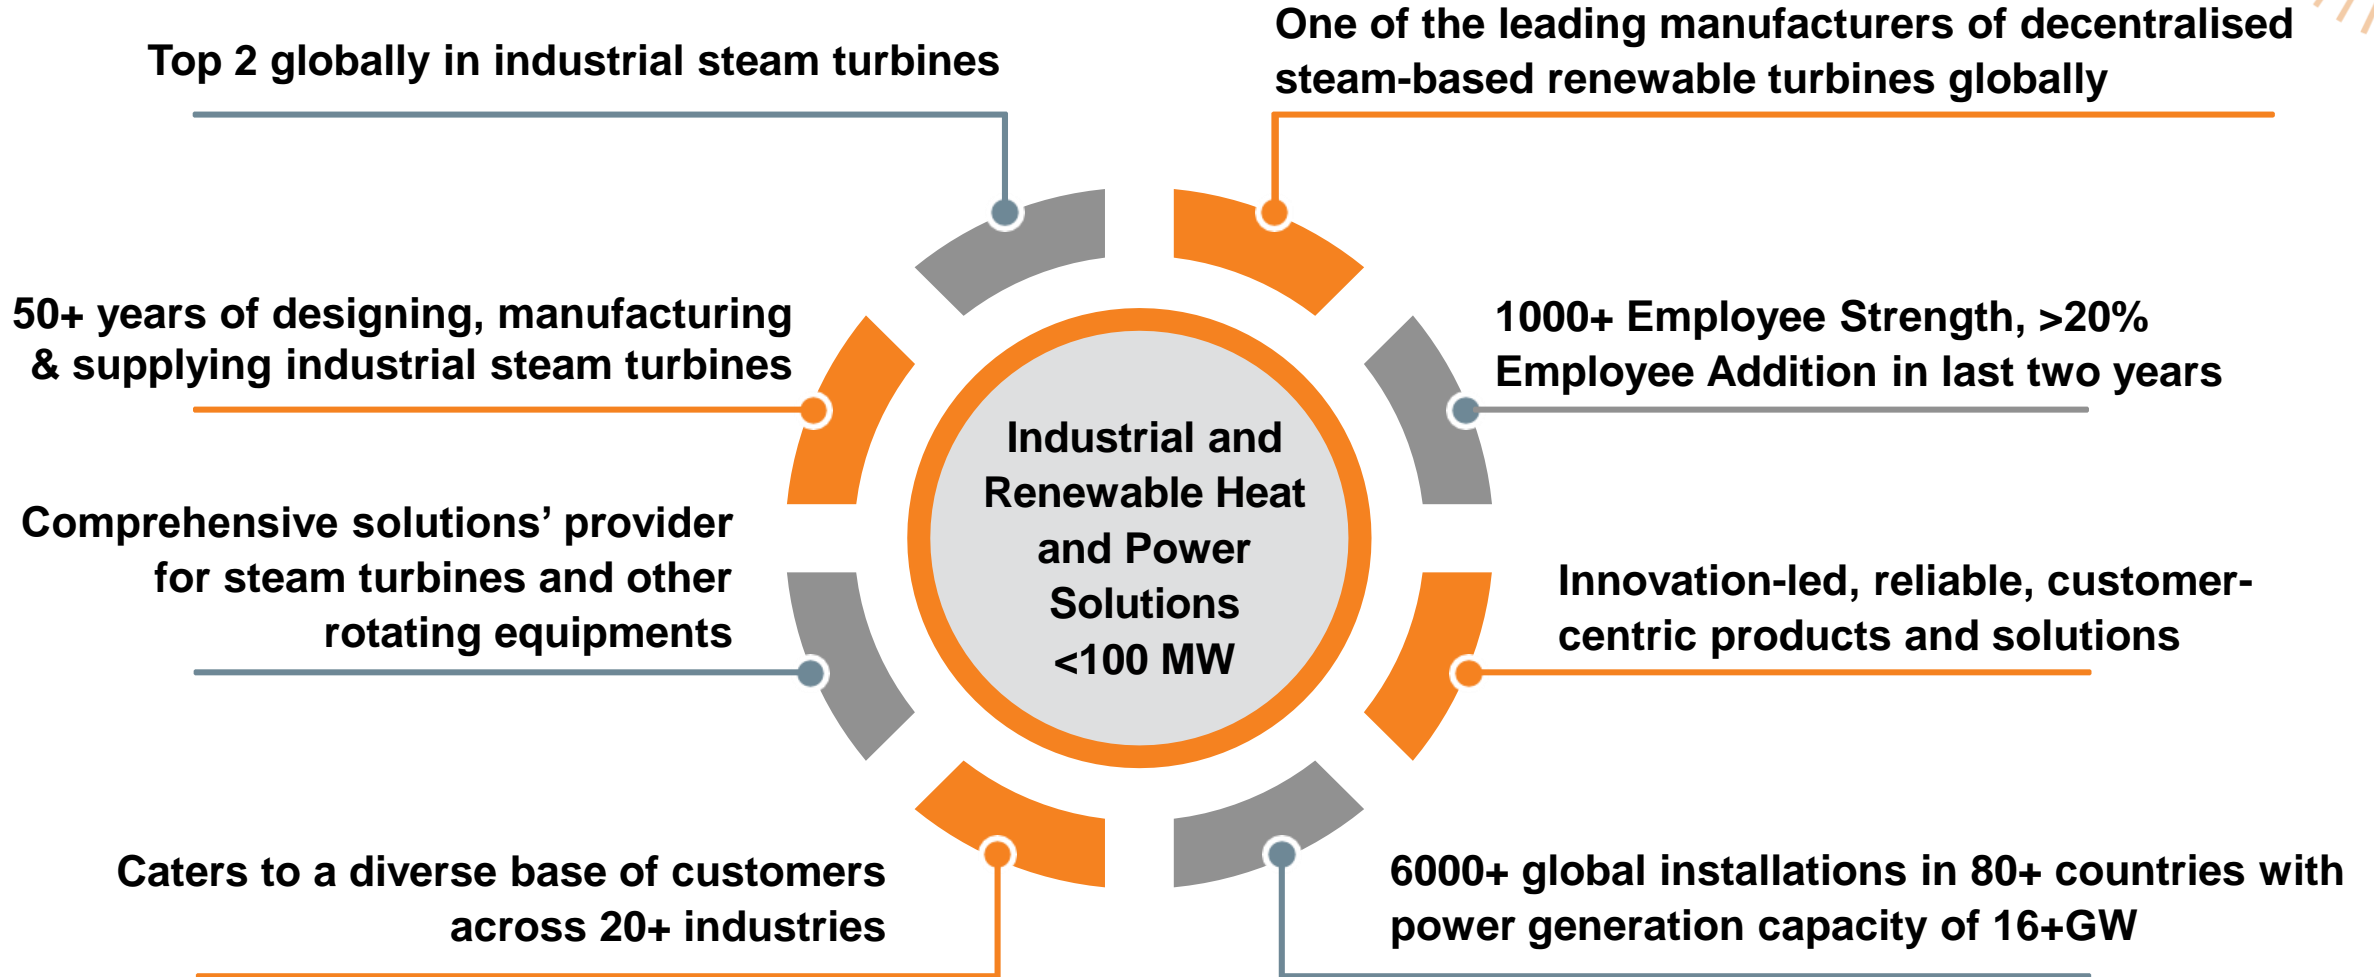 Top 2 globally in industrial steam turbines
One of the leading manufacturers of decentralised
steam-based renewable turbines globally
50+ years of designing, manufacturing
& supplying industrial steam turbines
1000+ Employee Strength, >20%
Employee Addition in last two years
Industrial and
Renewable Heat
and Power
Solutions
<100 MW
Comprehensive solutions’ provider
for steam turbines and other
rotating equipments
Innovation-led, reliable, customer-
centric products and solutions
Caters to a diverse base of customers
across 20+ industries
6000+ global installations in 80+ countries with
power generation capacity of 16+GW